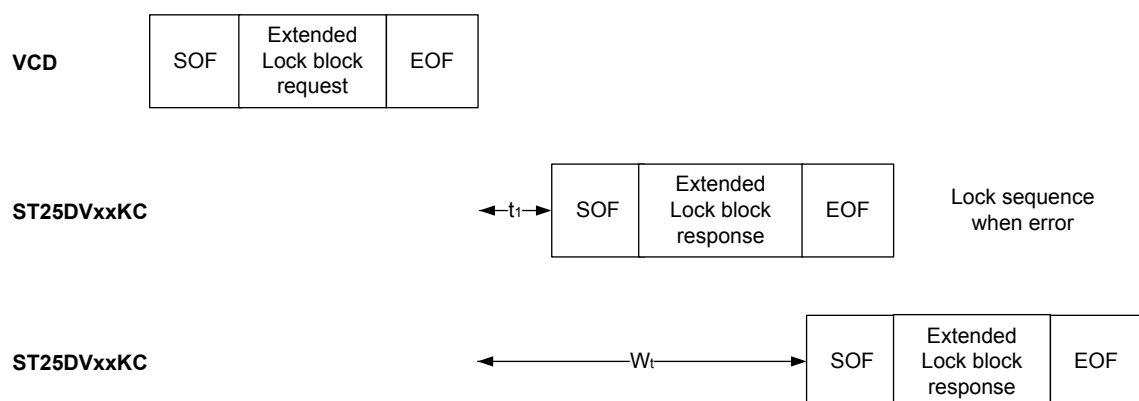 VCD
SOF
Extended
Lock block
request
EOF
ST25DVxxKC
t1
SOF
Extended
Lock block
response
EOF
Lock sequence
when error
ST25DVxxKC
Wt
SOF
Extended
Lock block
response
EOF